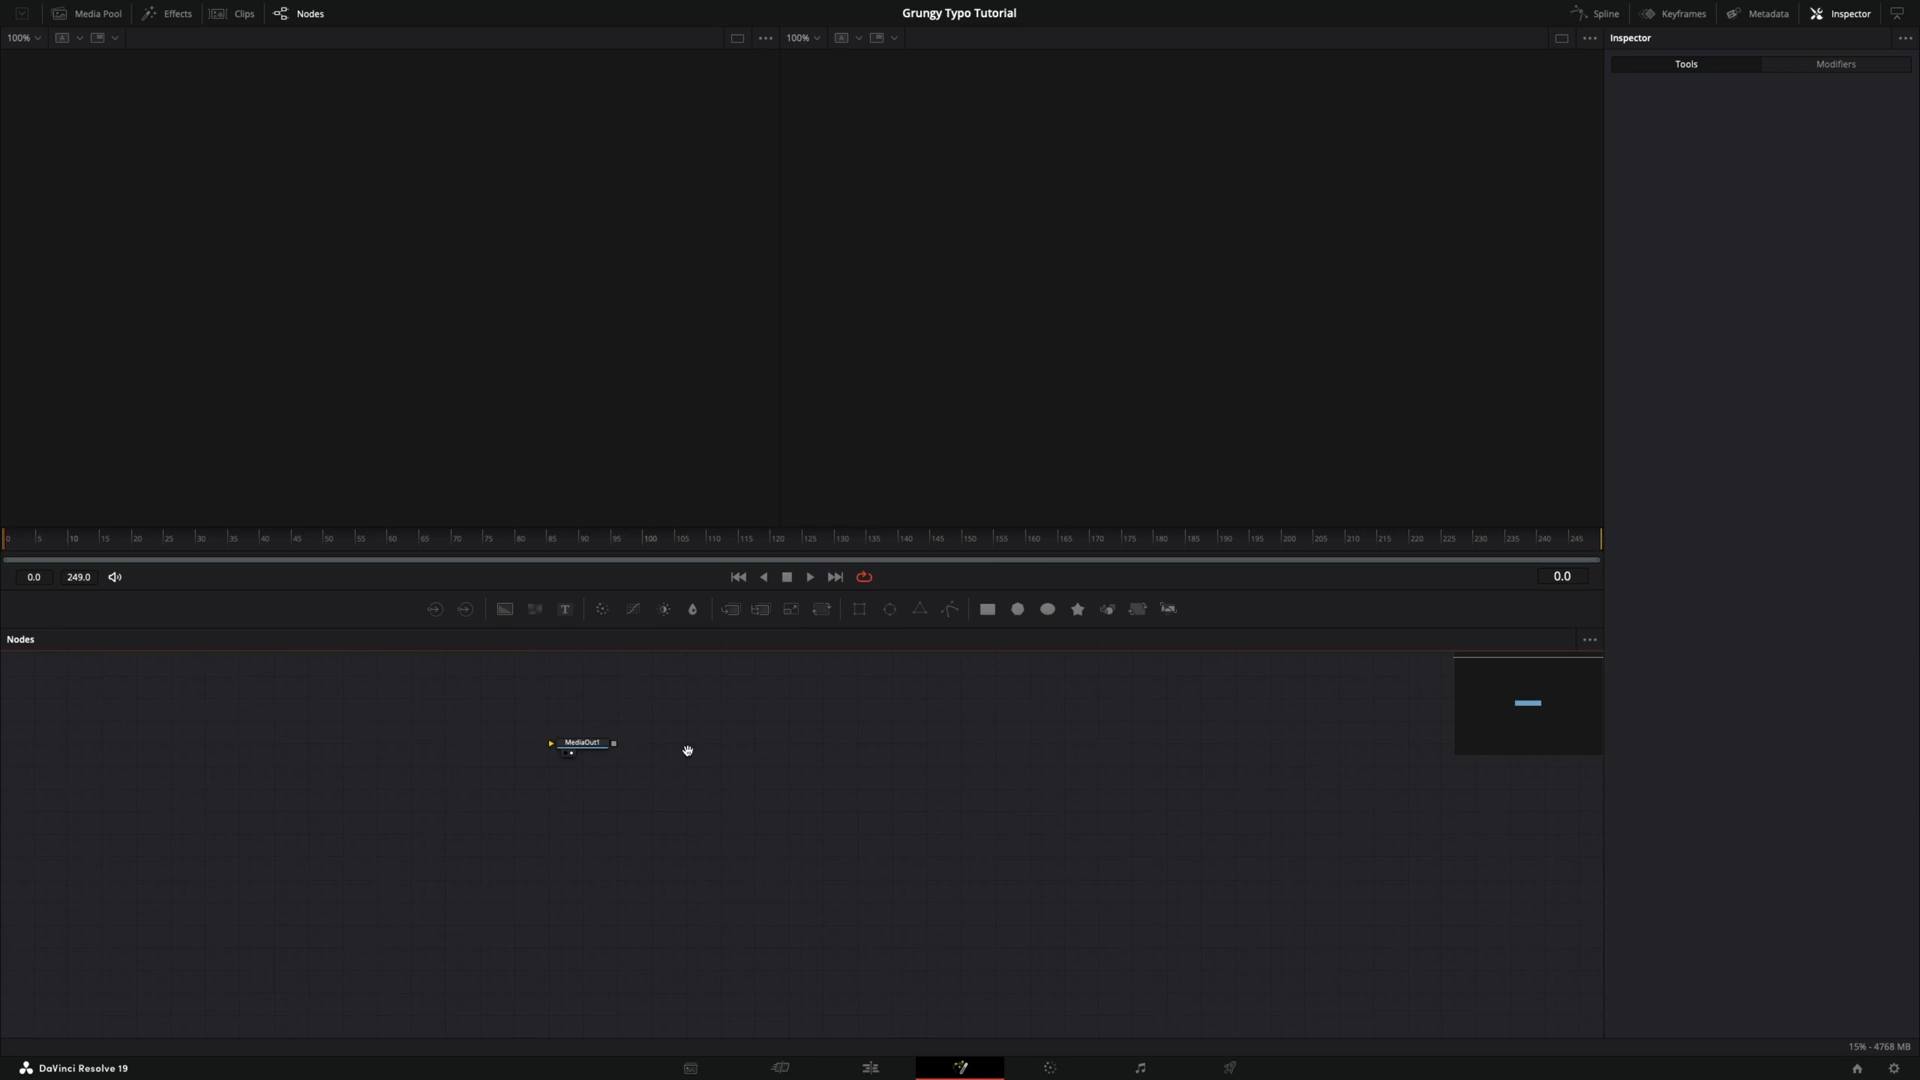 Media Pool Effects Clips Nodes Grungy Typo Tutorial Spline Keyframes Metadata Inspector
100% 100% Inspector
Tools Modifiers
0 5 10 15 20 25 30 35 40 45 50 55 60 65 70 75 80 85 90 95 100 105 110 115 120 125 130 135 140 145 150 155 160 165 170 175 180 185 190 195 200 205 210 215 220 225 230 235 240 245
0.0 249.0 0.0
T
Nodes
MediaOut1
15% - 4768 MB
DaVinci Resolve 19